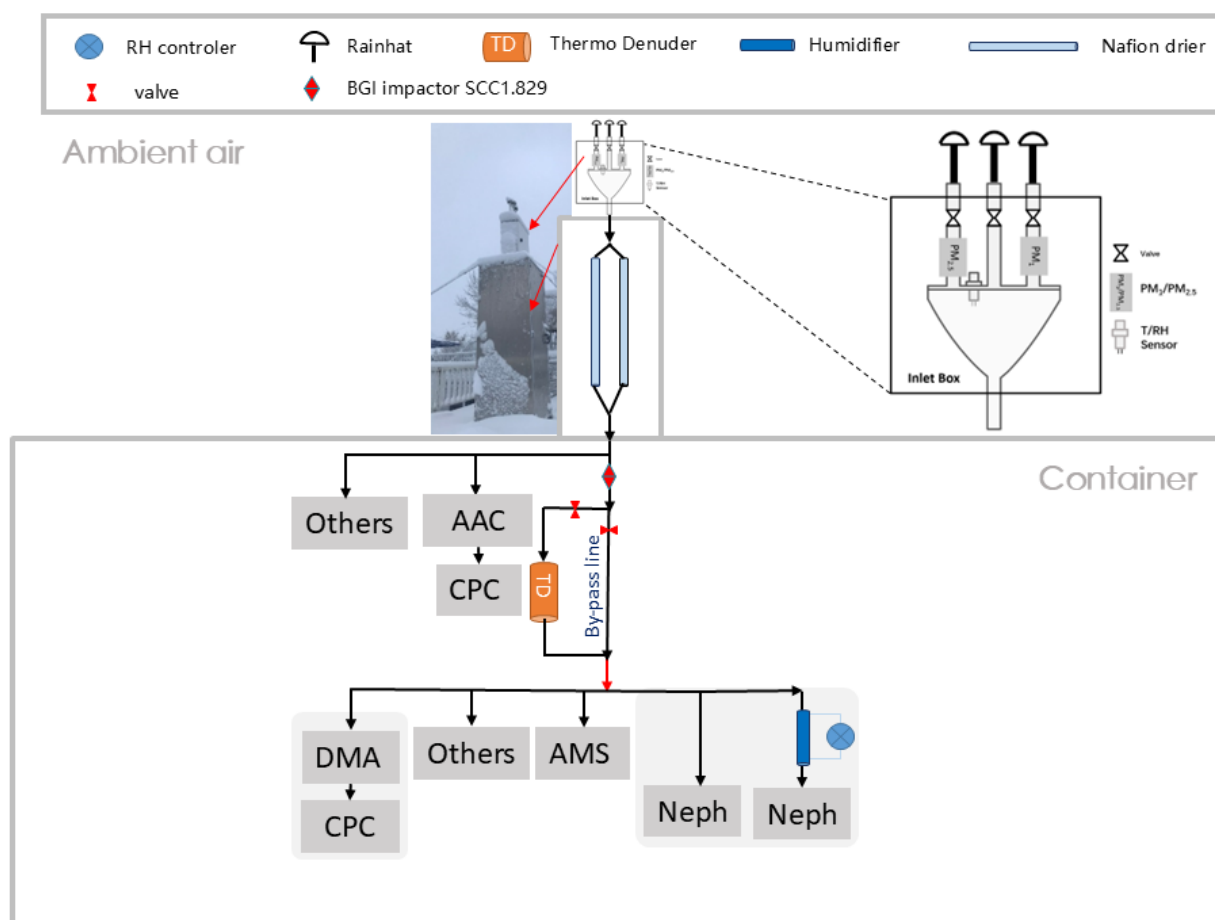 RH controler
Rainhat
TD
Thermo Denuder
Humidifier
Nafion drier
valve
BGI impactor SCC1.829
Ambient air
PM2.5
PM1
Valve
PM1/PM2.5
T/RH
Sensor
Inlet Box
Inlet Box
Container
Others
AAC
CPC
TD
By-pass line
DMA
Others
AMS
Neph
Neph
CPC